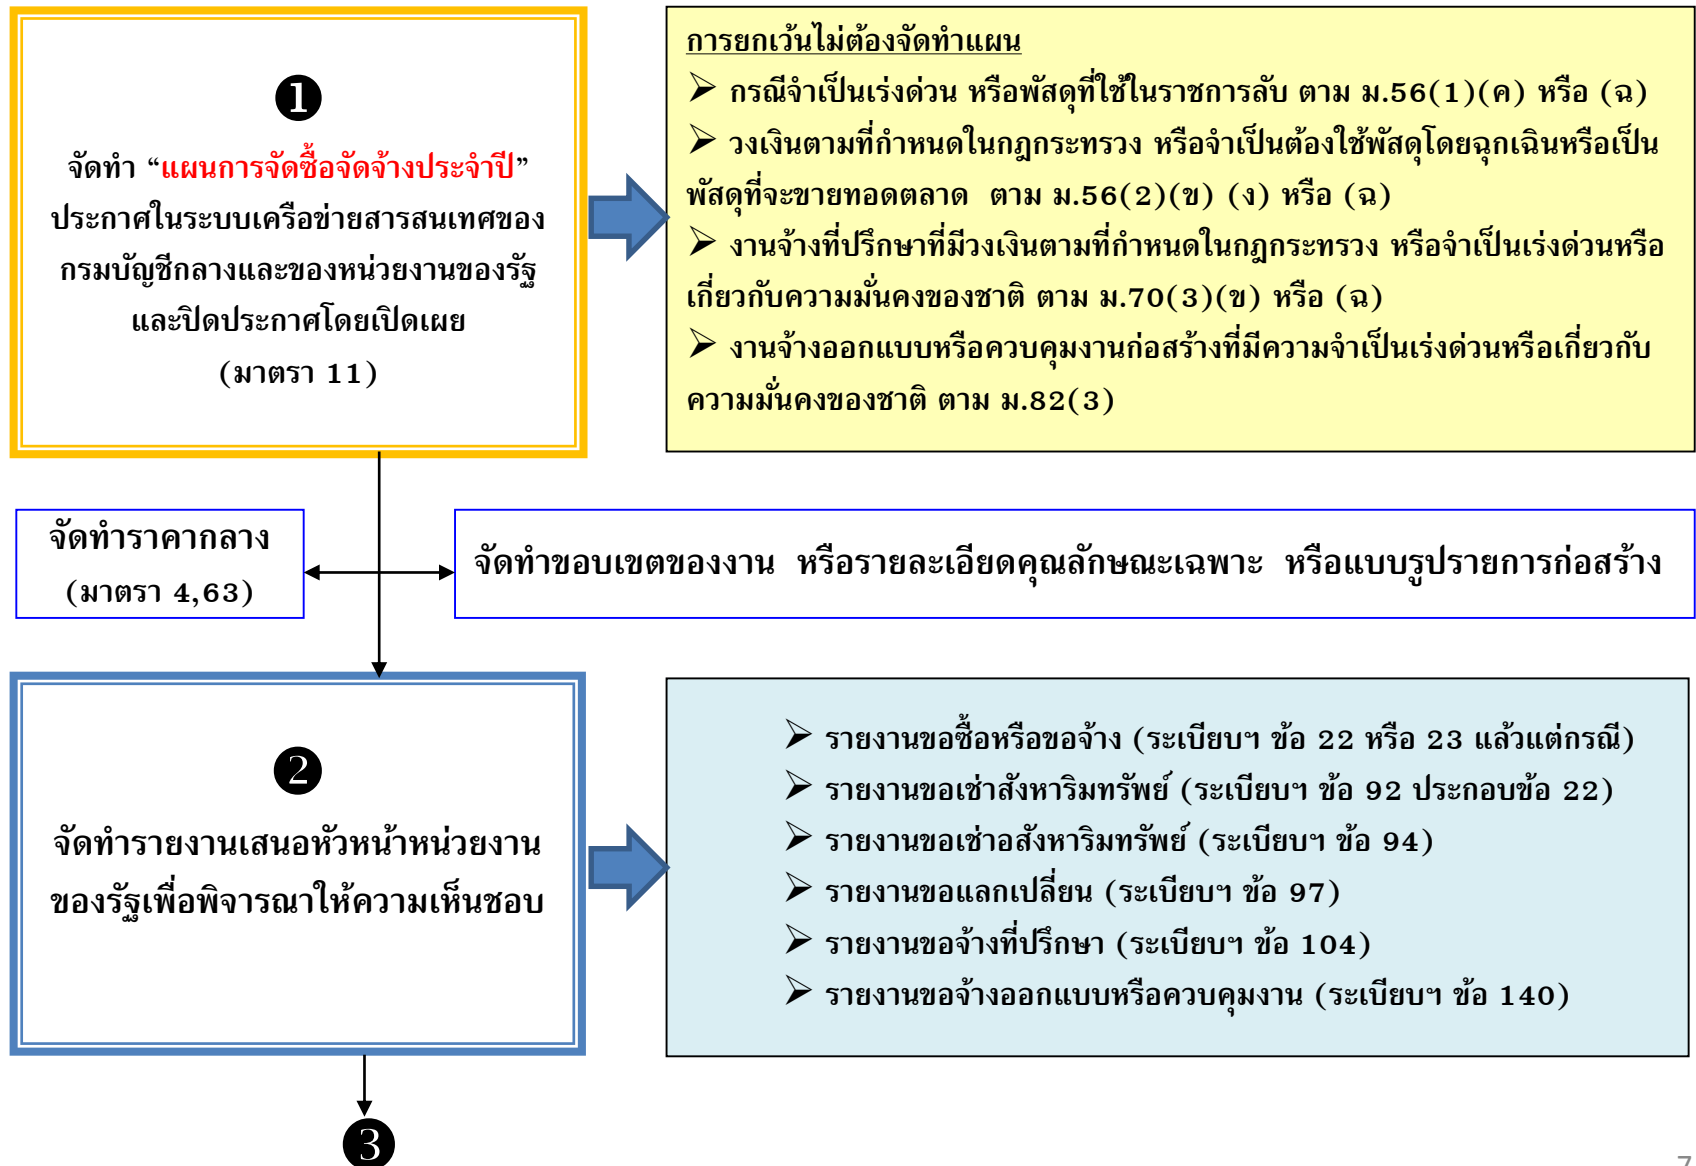 ❶
จัดทำ “แผนการจัดซื้อจัดจ้างประจำปี”
ประกาศในระบบเครือข่ายสารสนเทศของ
กรมบัญชีกลางและของหน่วยงานของรัฐ
และปิดประกาศโดยเปิดเผย
(มาตรา 11)
การยกเว้นไม่ต้องจัดทำแผน
➢ กรณีจำเป็นเร่งด่วน หรือพัสดุที่ใช้ในราชการลับ ตาม ม.56(1)(ค) หรือ (ฉ)
➢ วงเงินตามที่กำหนดในกฎกระทรวง หรือจำเป็นต้องใช้พัสดุโดยฉุกเฉินหรือเป็น
พัสดุที่จะขายทอดตลาด ตาม ม.56(2)(ข) (ง) หรือ (ฉ)
➢ งานจ้างที่ปรึกษาที่มีวงเงินตามที่กำหนดในกฎกระทรวง หรือจำเป็นเร่งด่วนหรือ
เกี่ยวกับความมั่นคงของชาติ ตาม ม.70(3)(ข) หรือ (ฉ)
➢ งานจ้างออกแบบหรือควบคุมงานก่อสร้างที่มีความจำเป็นเร่งด่วนหรือเกี่ยวกับ
ความมั่นคงของชาติ ตาม ม.82(3)
จัดทำราคากลาง
(มาตรา 4,63)
จัดทำขอบเขตของงาน หรือรายละเอียดคุณลักษณะเฉพาะ หรือแบบรูปรายการก่อสร้าง
❷
จัดทำรายงานเสนอหัวหน้าหน่วยงาน
ของรัฐเพื่อพิจารณาให้ความเห็นชอบ
➢ รายงานขอซื้อหรือขอจ้าง (ระเบียบฯ ข้อ 22 หรือ 23 แล้วแต่กรณี)
➢ รายงานขอเช่าสังหาริมทรัพย์ (ระเบียบฯ ข้อ 92 ประกอบข้อ 22)
➢ รายงานขอเช่าอสังหาริมทรัพย์ (ระเบียบฯ ข้อ 94)
➢ รายงานขอแลกเปลี่ยน (ระเบียบฯ ข้อ 97)
➢ รายงานขอจ้างที่ปรึกษา (ระเบียบฯ ข้อ 104)
➢ รายงานขอจ้างออกแบบหรือควบคุมงาน (ระเบียบฯ ข้อ 140)
❸
7